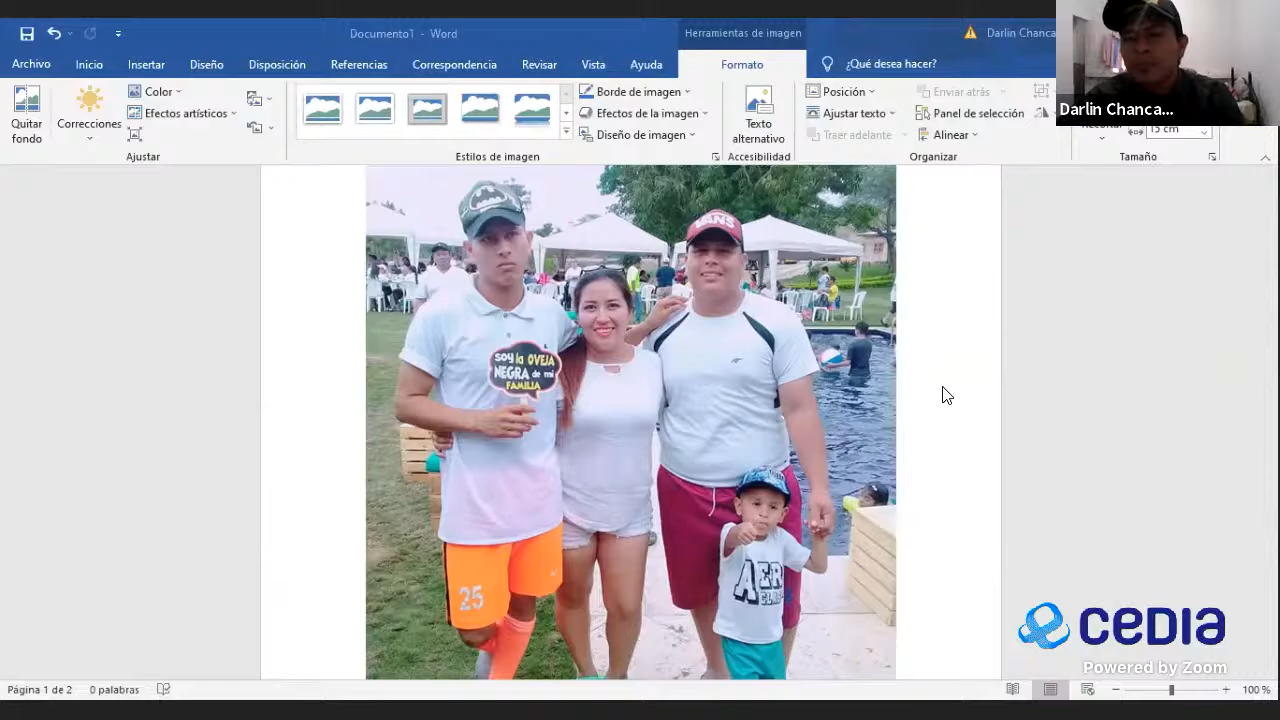 Documento1 - Word
Herramientas de imagen
Darlin Chanca
Archivo
Inicio
Insertar
Diseño
Disposición
Referencias
Correspondencia
Revisar
Vista
Ayuda
Formato
¿Qué desea hacer?
Quitar fondo
Correcciones
Color
Efectos artísticos
Ajustar
Estilos de imagen
Borde de imagen
Efectos de la imagen
Diseño de imagen
Texto alternativo
Accesibilidad
Posición
Ajustar texto
Traer adelante
Enviar atrás
Panel de selección
Alinear
Organizar
15 cm
Tamaño
Darlin Chanca...
VANS
SOY la OVEJA
NEGRA de mi
FAMILIA
25
AER
CEDIA
Powered by Zoom
Página 1 de 2
0 palabras
100 %